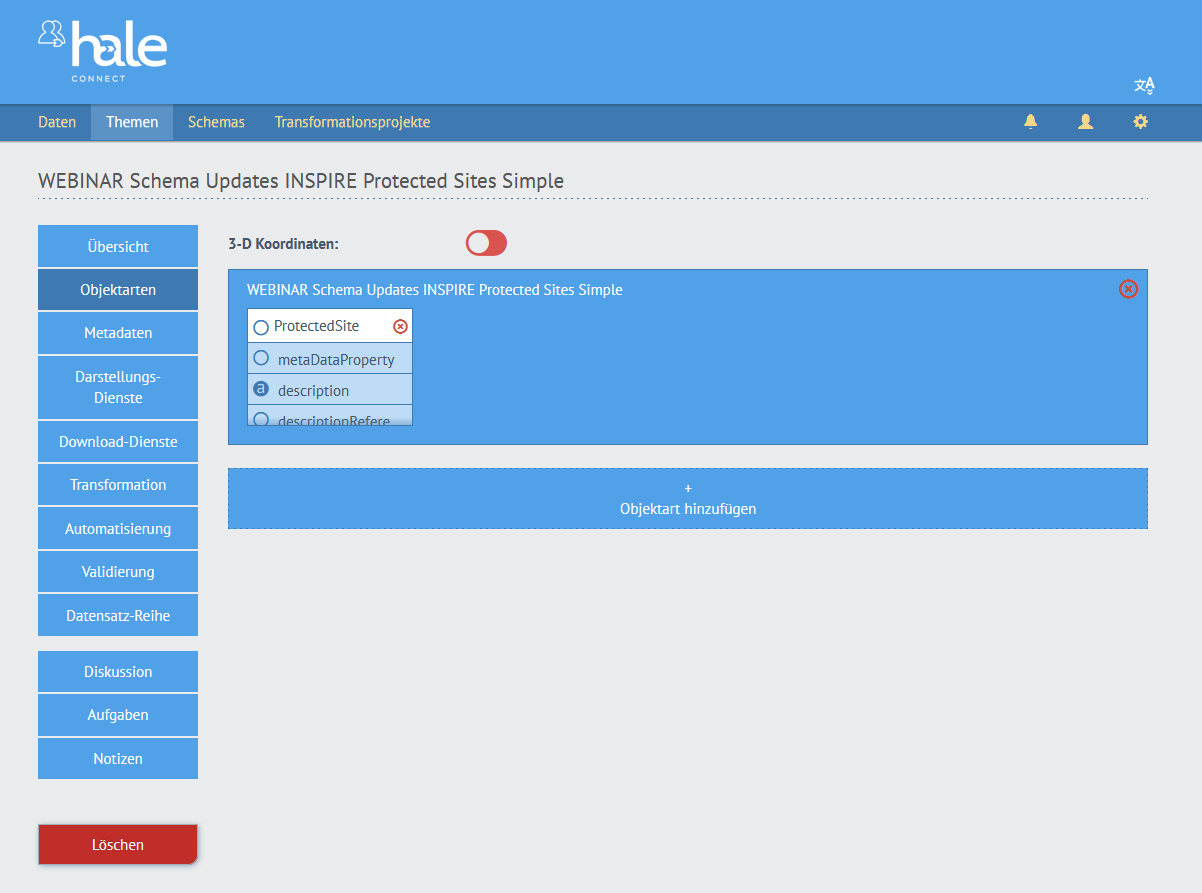 hale
CONNECT
Daten Themen Schemas Transformationsprojekte
WEBINAR Schema Updates INSPIRE Protected Sites Simple
Übersicht
Objektarten
Metadaten
Darstellungs-
Dienste
Download-Dienste
Transformation
Automatisierung
Validierung
Datensatz-Reihe
Diskussion
Aufgaben
Notizen
Löschen
3-D Koordinaten:
WEBINAR Schema Updates INSPIRE Protected Sites Simple
ProtectedSite
metaDataProperty
a description
descriptionRefere
+
Objektart hinzufügen